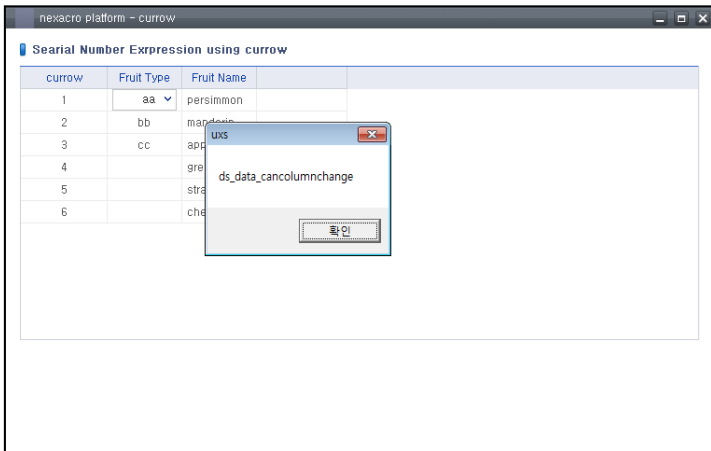 nexacro platform - currow
Searial Number Exrpression using currow
currow Fruit Type Fruit Name
1 aa persimmon
2 bb
3 cc
4
5
6
uxs
ds_data_cancolumnchange
확인